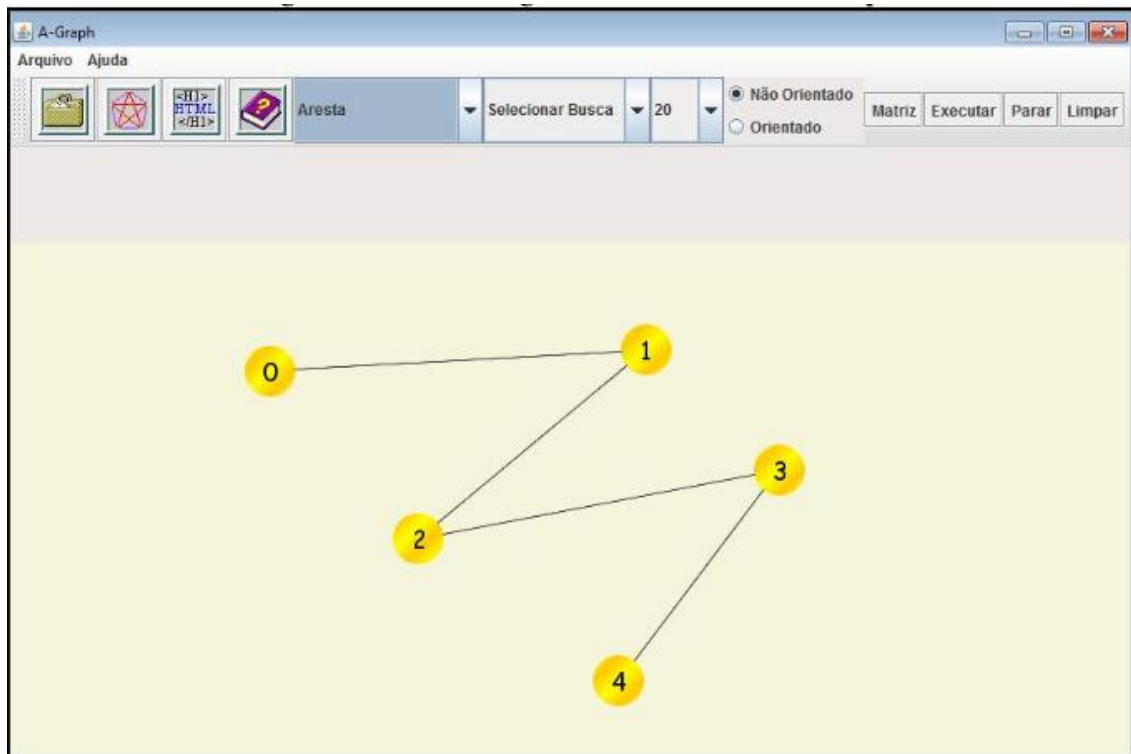 A-Graph
Arquivo Ajuda
<H1>
HTML
</H1>
?
Aresta
Selecionar Busca
20
Não Orientado
Orientado
Matriz Executar Parar Limpar
0
1
2
3
4